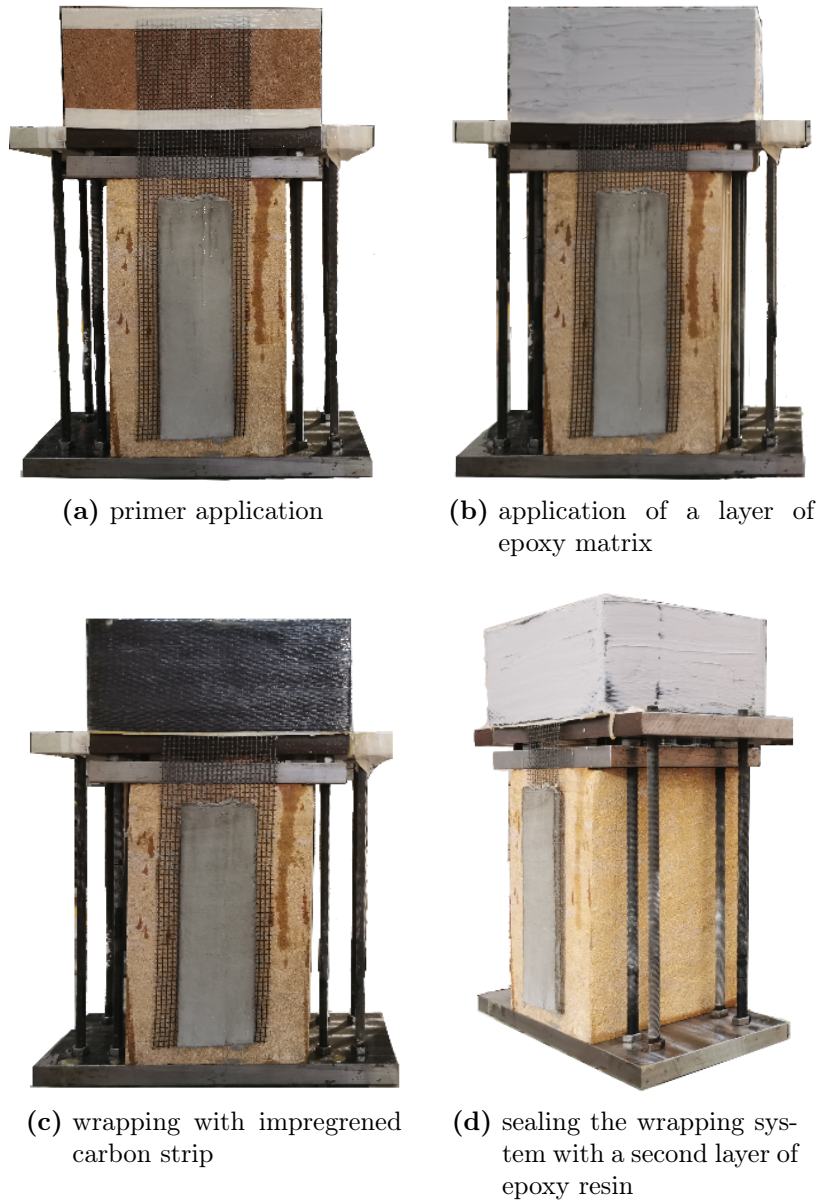 (a) primer application
(b) application of a layer of
epoxy matrix
(c) wrapping with impregrened
carbon strip
(d) sealing the wrapping sys-
tem with a second layer of
epoxy resin